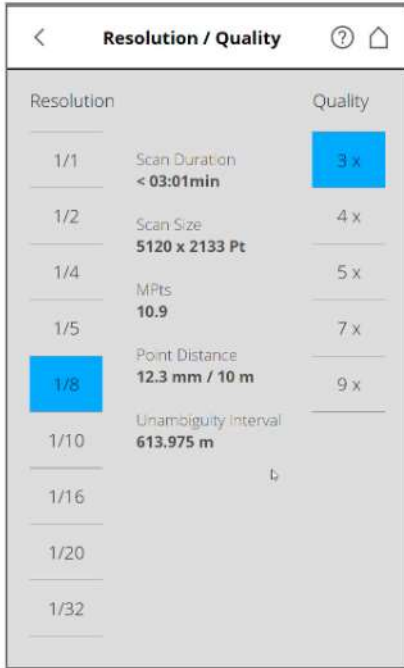 Resolution / Quality
Resolution
Quality
1/1
1/2
1/4
1/5
1/8
1/10
1/16
1/20
1/32
Scan Duration
< 03:01min
Scan Size
5120 x 2133 Pt
MPts
10.9
Point Distance
12.3 mm / 10 m
Unambiguity Interval
613.975 m
3 x
4 x
5 x
7 x
9 x